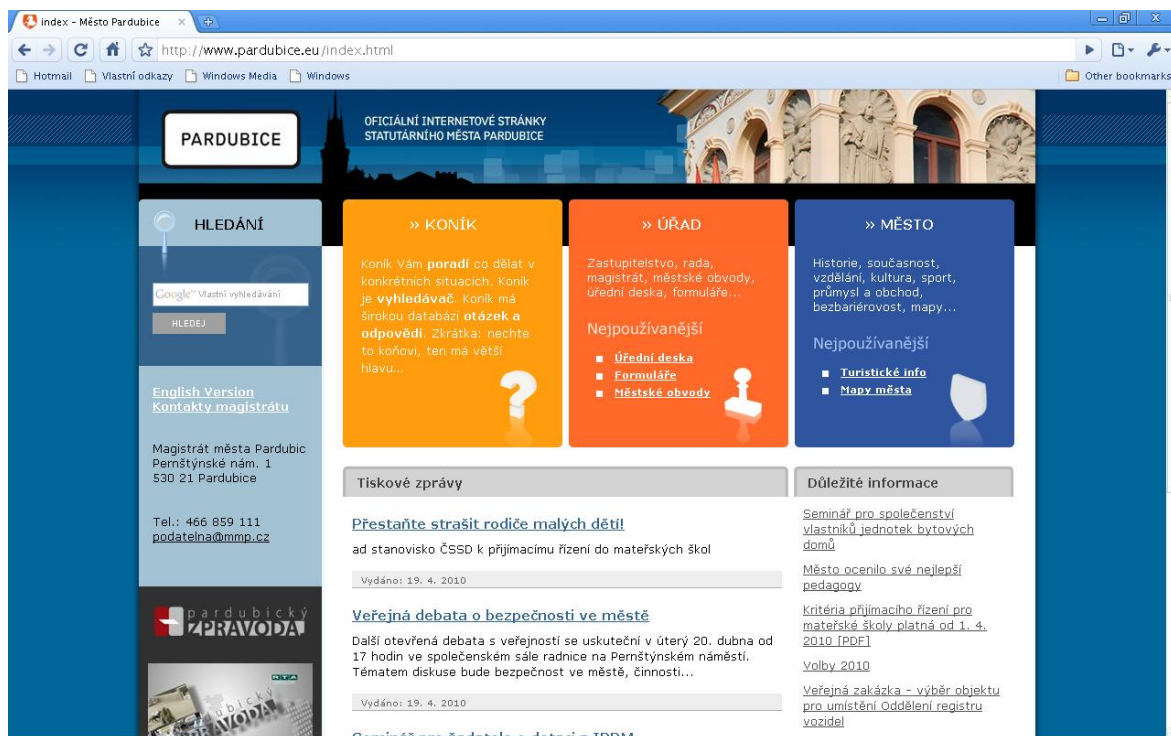 index - Město Pardubice
http://www.pardubice.eu/index.html
Hotmail
Vlastní odkazy
Windows Media
Windows
Other bookmarks
PARDUBICE
OFICIÁLNÍ INTERNETOVÉ STRÁNKY
STATUTÁRNÍHO MĚSTA PARDUBICE
HLEDÁNÍ
Google™ Vlastní vyhledávání
HLEDEJ
English Version
Kontakty magistrátu
Magistrát města Pardubic
Pernštýnské nám. 1
530 21 Pardubice
Tel.: 466 859 111
podatelna@mmp.cz
pardubický
ZPRAVODAJ
RTA
» KONÍK
Koník Vám poradí co dělat v
konkrétních situacích. Koník
je vyhledávač. Koník má
širokou databázi otázek a
odpovědí. Zkrátka: nechte
to koňovi, ten má větší
hlavu...
» ÚŘAD
Zastupitelstvo, rada,
magistrát, městské obvody,
úřední deska, formuláře...
Nejpoužívanější
Úřední deska
Formuláře
Městské obvody
» MĚSTO
Historie, současnost,
vzdělání, kultura, sport,
průmysl a obchod,
bezbariérovost, mapy...
Nejpoužívanější
Turistické info
Mapy města
Tiskové zprávy
Přestaňte strašit rodiče malých dětí!
ad stanovisko ČSSD k přijímacímu řízení do mateřských škol
Vydáno: 19. 4. 2010
Veřejná debata o bezpečnosti ve městě
Další otevřená debata s veřejností se uskuteční v úterý 20. dubna od
17 hodin ve společenském sále radnice na Pernštýnském náměstí.
Tématem diskuse bude bezpečnost ve městě, činnosti...
Vydáno: 19. 4. 2010
Důležité informace
Seminář pro společenství
vlastníků jednotek bytových
domů
Město ocenilo své nejlepší
pedagogy
Kritéria přijímacího řízení pro
mateřské školy platná od 1. 4.
2010 [PDF]
Volby 2010
Veřejná zakázka - výběr objektu
pro umístění Oddělení registru
vozidel